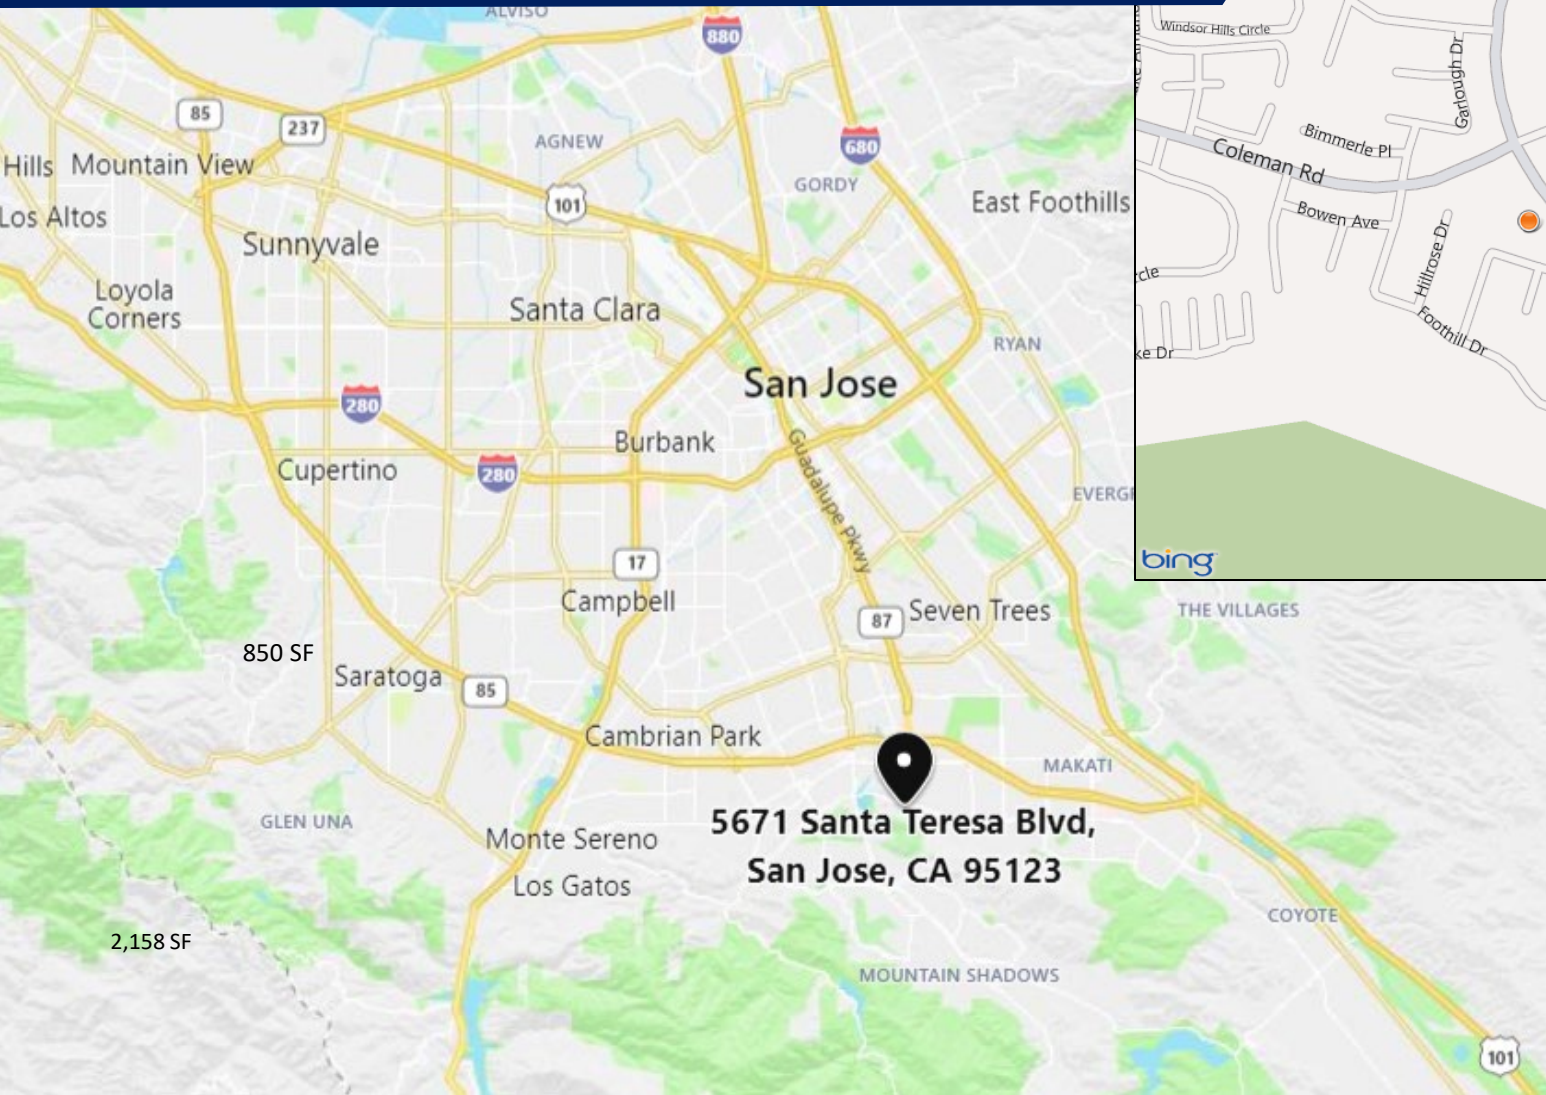 ALVISO
880
85
237
AGNEW
680
Hills
Mountain View
GORDY
East Foothills
101
Los Altos
Sunnyvale
Loyola
Corners
Santa Clara
RYAN
San Jose
280
Burbank
Guadalupe Pkwy
Cupertino
280
17
Campbell
THE VILLAGES
87
Seven Trees
850 SF
Saratoga
85
Cambrian Park
MAKATI
GLEN UNA
Monte Sereno
5671 Santa Teresa Blvd,
San Jose, CA 95123
Los Gatos
COYOTE
2,158 SF
MOUNTAIN SHADOWS
101
Windsor Hills Circle
Garlough Dr
Bimmerle Pl
Coleman Rd
Bowen Ave
Hillrose Dr
Foothill Dr
bing